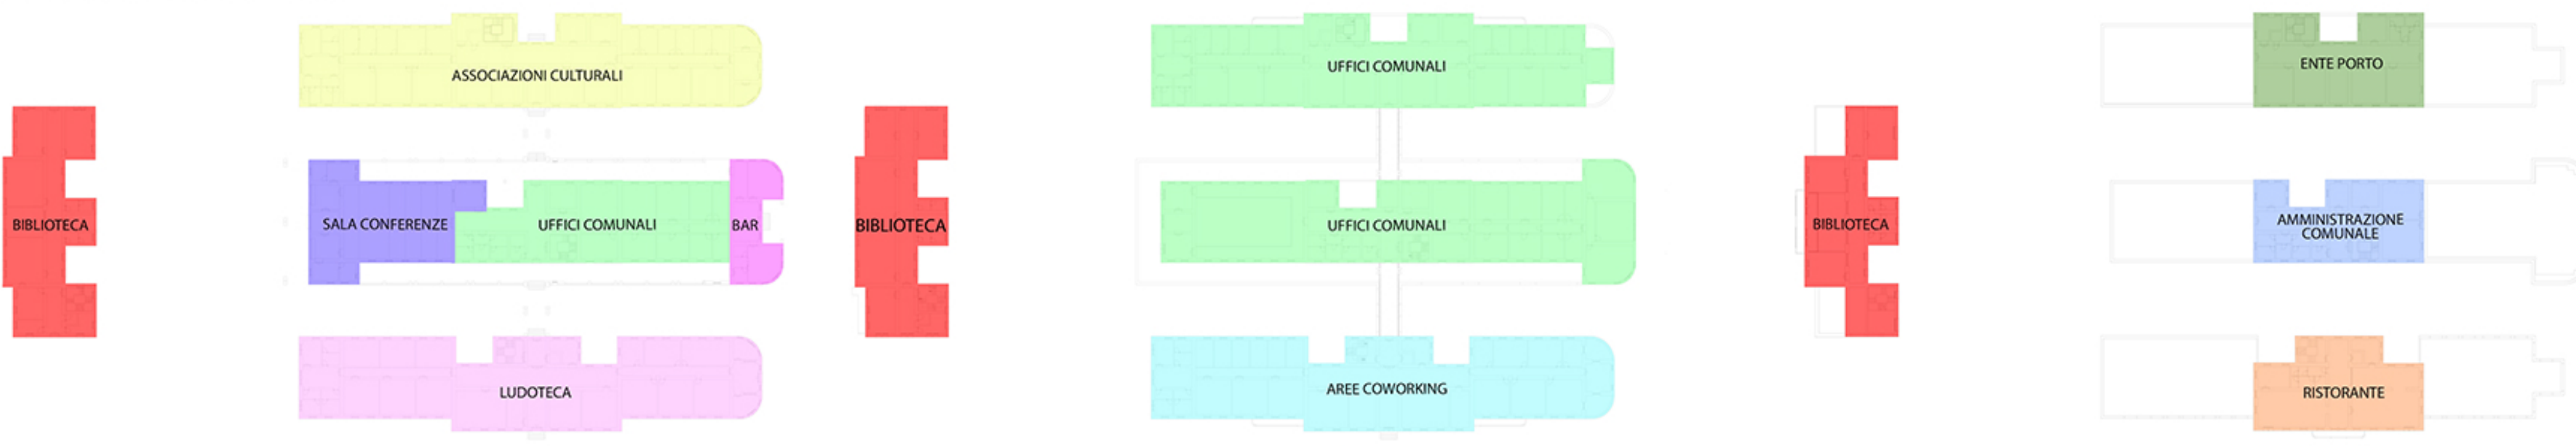 ASSOCIAZIONI CULTURALI
BIBLIOTECA
SALA CONFERENZE
UFFICI COMUNALI
BAR
LUDOTECA
BIBLIOTECA
UFFICI COMUNALI
UFFICI COMUNALI
AREE COWORKING
BIBLIOTECA
ENTE PORTO
AMMINISTRAZIONE
COMUNALE
RISTORANTE